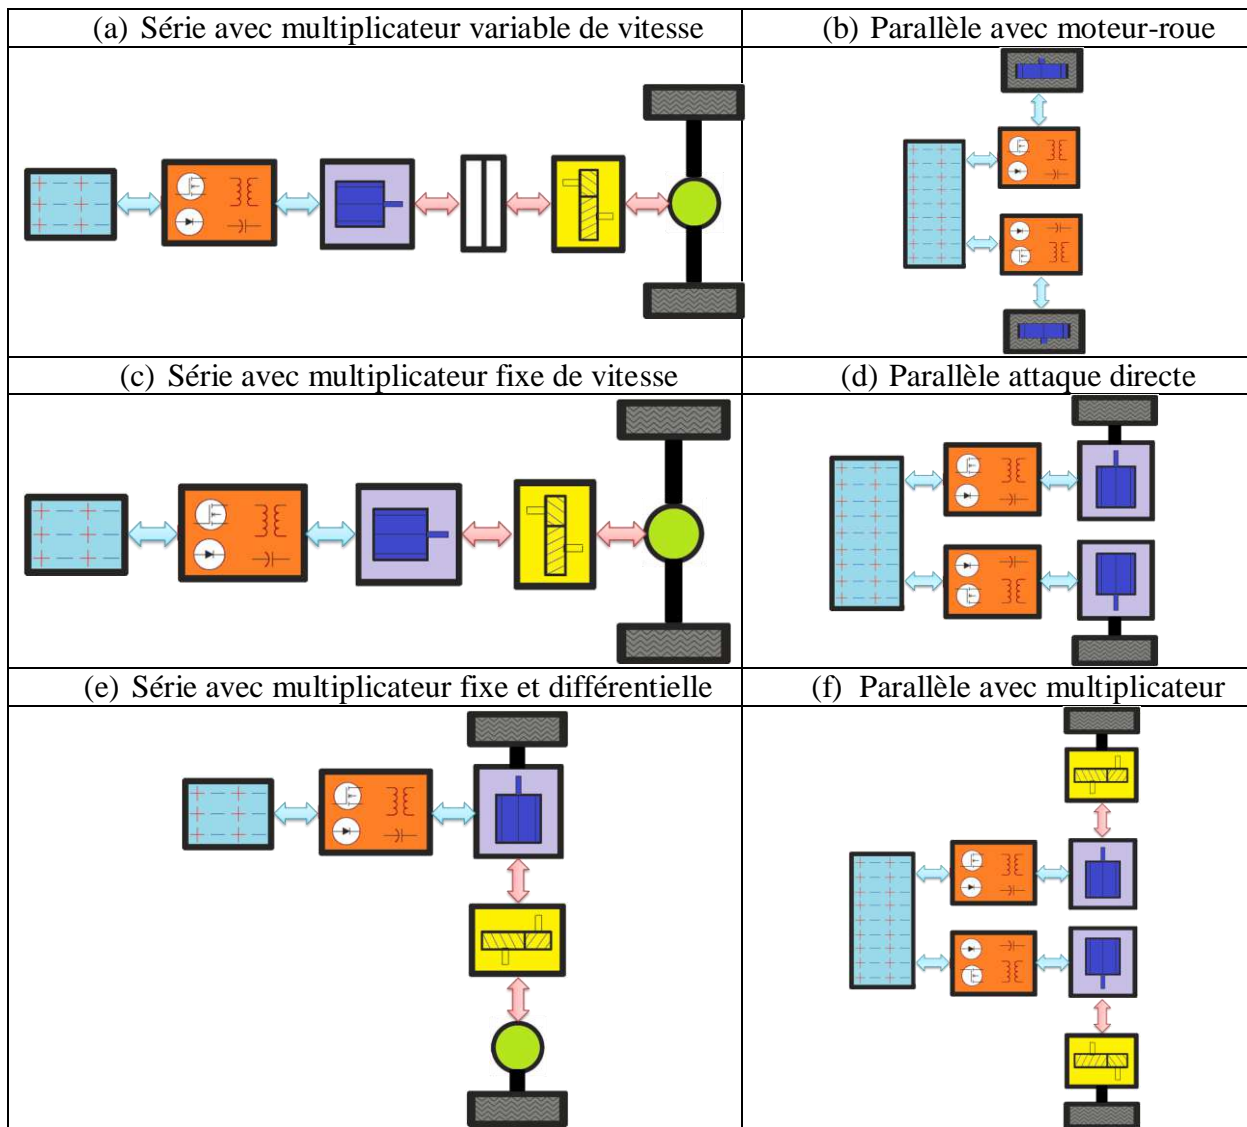 (a) Série avec multiplicateur variable de vitesse
(b) Parallèle avec moteur-roue
(c) Série avec multiplicateur fixe de vitesse
(d) Parallèle attaque directe
(e) Série avec multiplicateur fixe et différentielle
(f) Parallèle avec multiplicateur